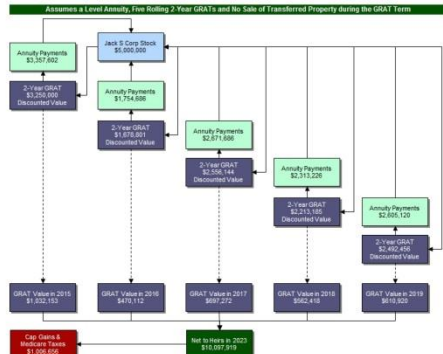 Assumes a Level Annuity, Five Rolling 2-Year GRATs and No Sale of Transferred Property during the GRAT Term
Jack S Corp Stock
$5,000,000
Annuity Payments
$3,357,602
2-Year GRAT
$3,250,000
Discounted Value
Annuity Payments
$1,754,686
2-Year GRAT
$1,670,801
Discounted Value
Annuity Payments
$2,671,686
2-Year GRAT
$2,556,144
Discounted Value
Annuity Payments
$2,313,226
2-Year GRAT
$2,213,185
Discounted Value
Annuity Payments
$2,605,120
2-Year GRAT
$2,492,456
Discounted Value
GRAT Value in 2015
$1,032,153
GRAT Value in 2016
$470,112
GRAT Value in 2017
$697,272
GRAT Value in 2018
$562,418
GRAT Value in 2019
$610,920
Cap Gains &
Medicare Taxes
$1,006,656
Net to Heirs in 2023
$10,097,919